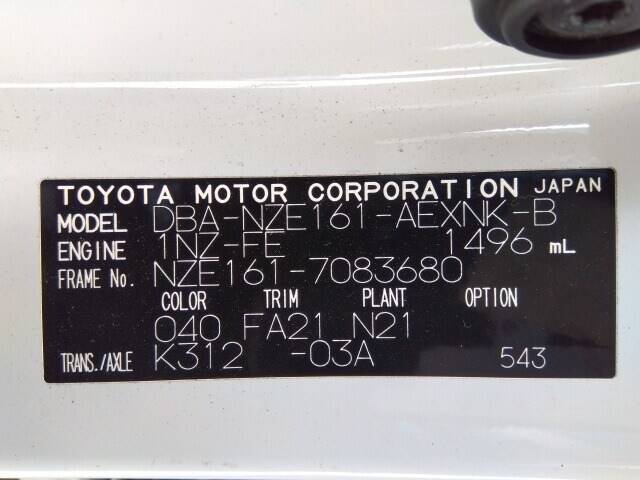 TOYOTA MOTOR CORPORATION JAPAN
MODEL DBA-NZE161-AEXNK-B
ENGINE 1NZ-FE 1496 mL
FRAME No. NZE161-7083680
COLOR TRIM PLANT OPTION
040 FA21 N21
TRANS./AXLE K312 -03A 543